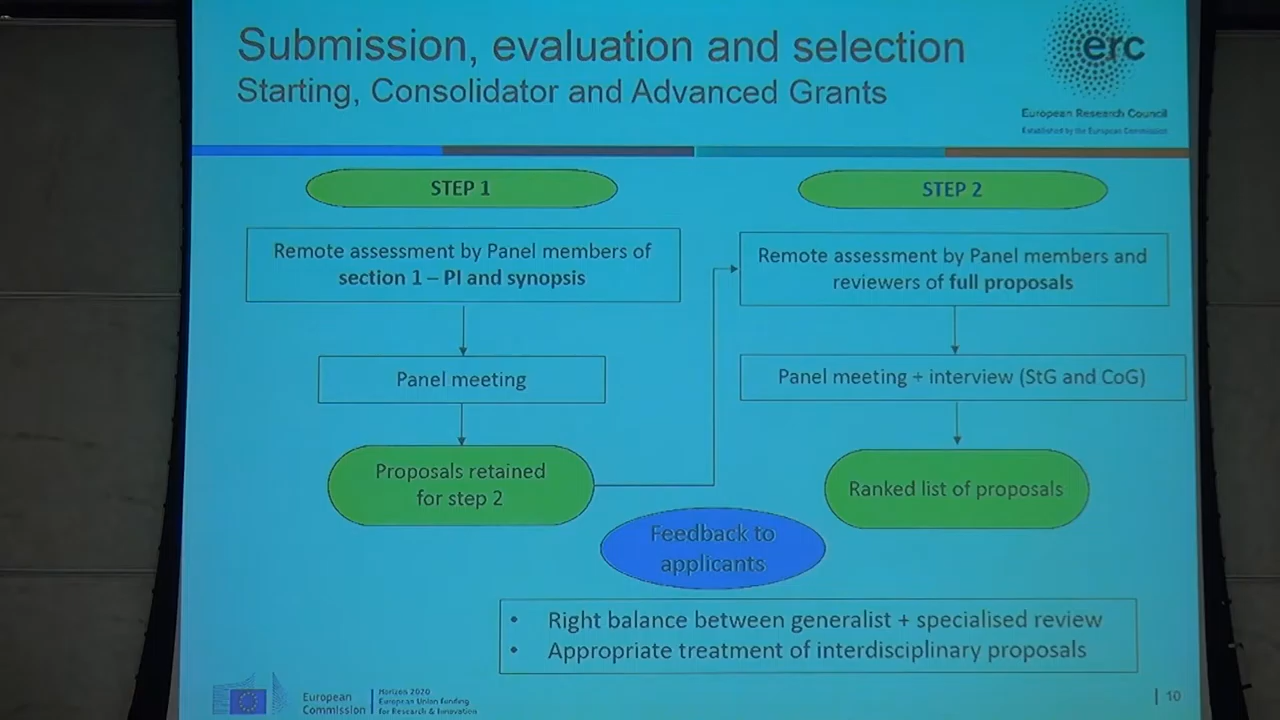 Submission, evaluation and selection
Starting, Consolidator and Advanced Grants
erc
European Research Council
Established by the European Commission
STEP 1
Remote assessment by Panel members of
section 1 – PI and synopsis
Panel meeting
Proposals retained
for step 2
STEP 2
Remote assessment by Panel members and
reviewers of full proposals
Panel meeting + interview (StG and CoG)
Ranked list of proposals
Feedback to
applicants
• Right balance between generalist + specialised review
• Appropriate treatment of interdisciplinary proposals
European
Commission
Horizon 2020
European Union funding
for Research & Innovation
| 10